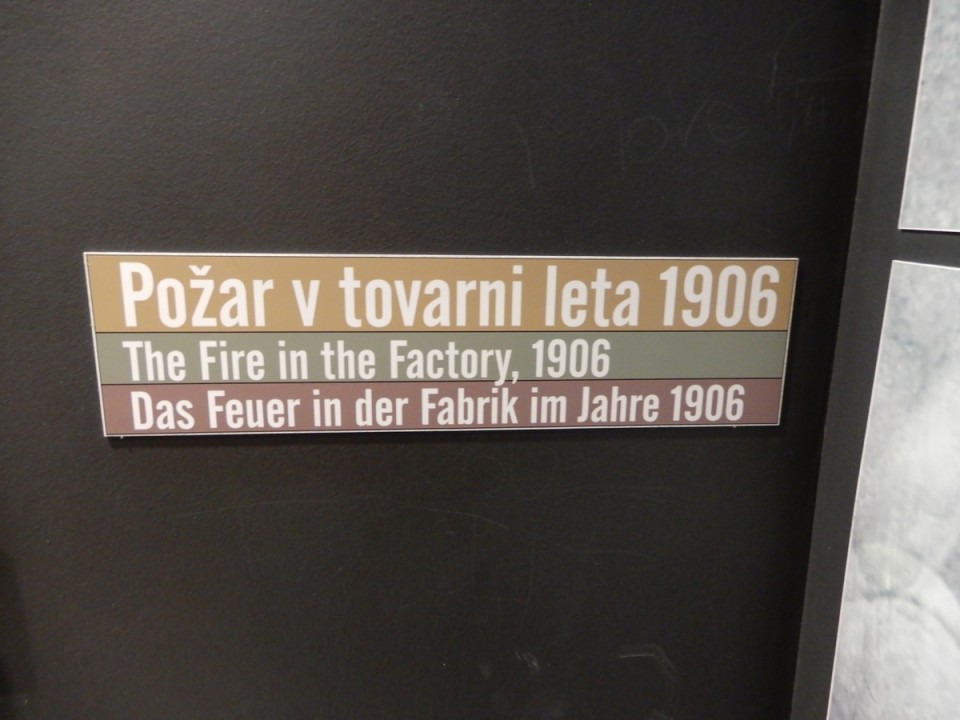 Požar v tovarni leta 1906
The Fire in the Factory, 1906
Das Feuer in der Fabrik im Jahre 1906